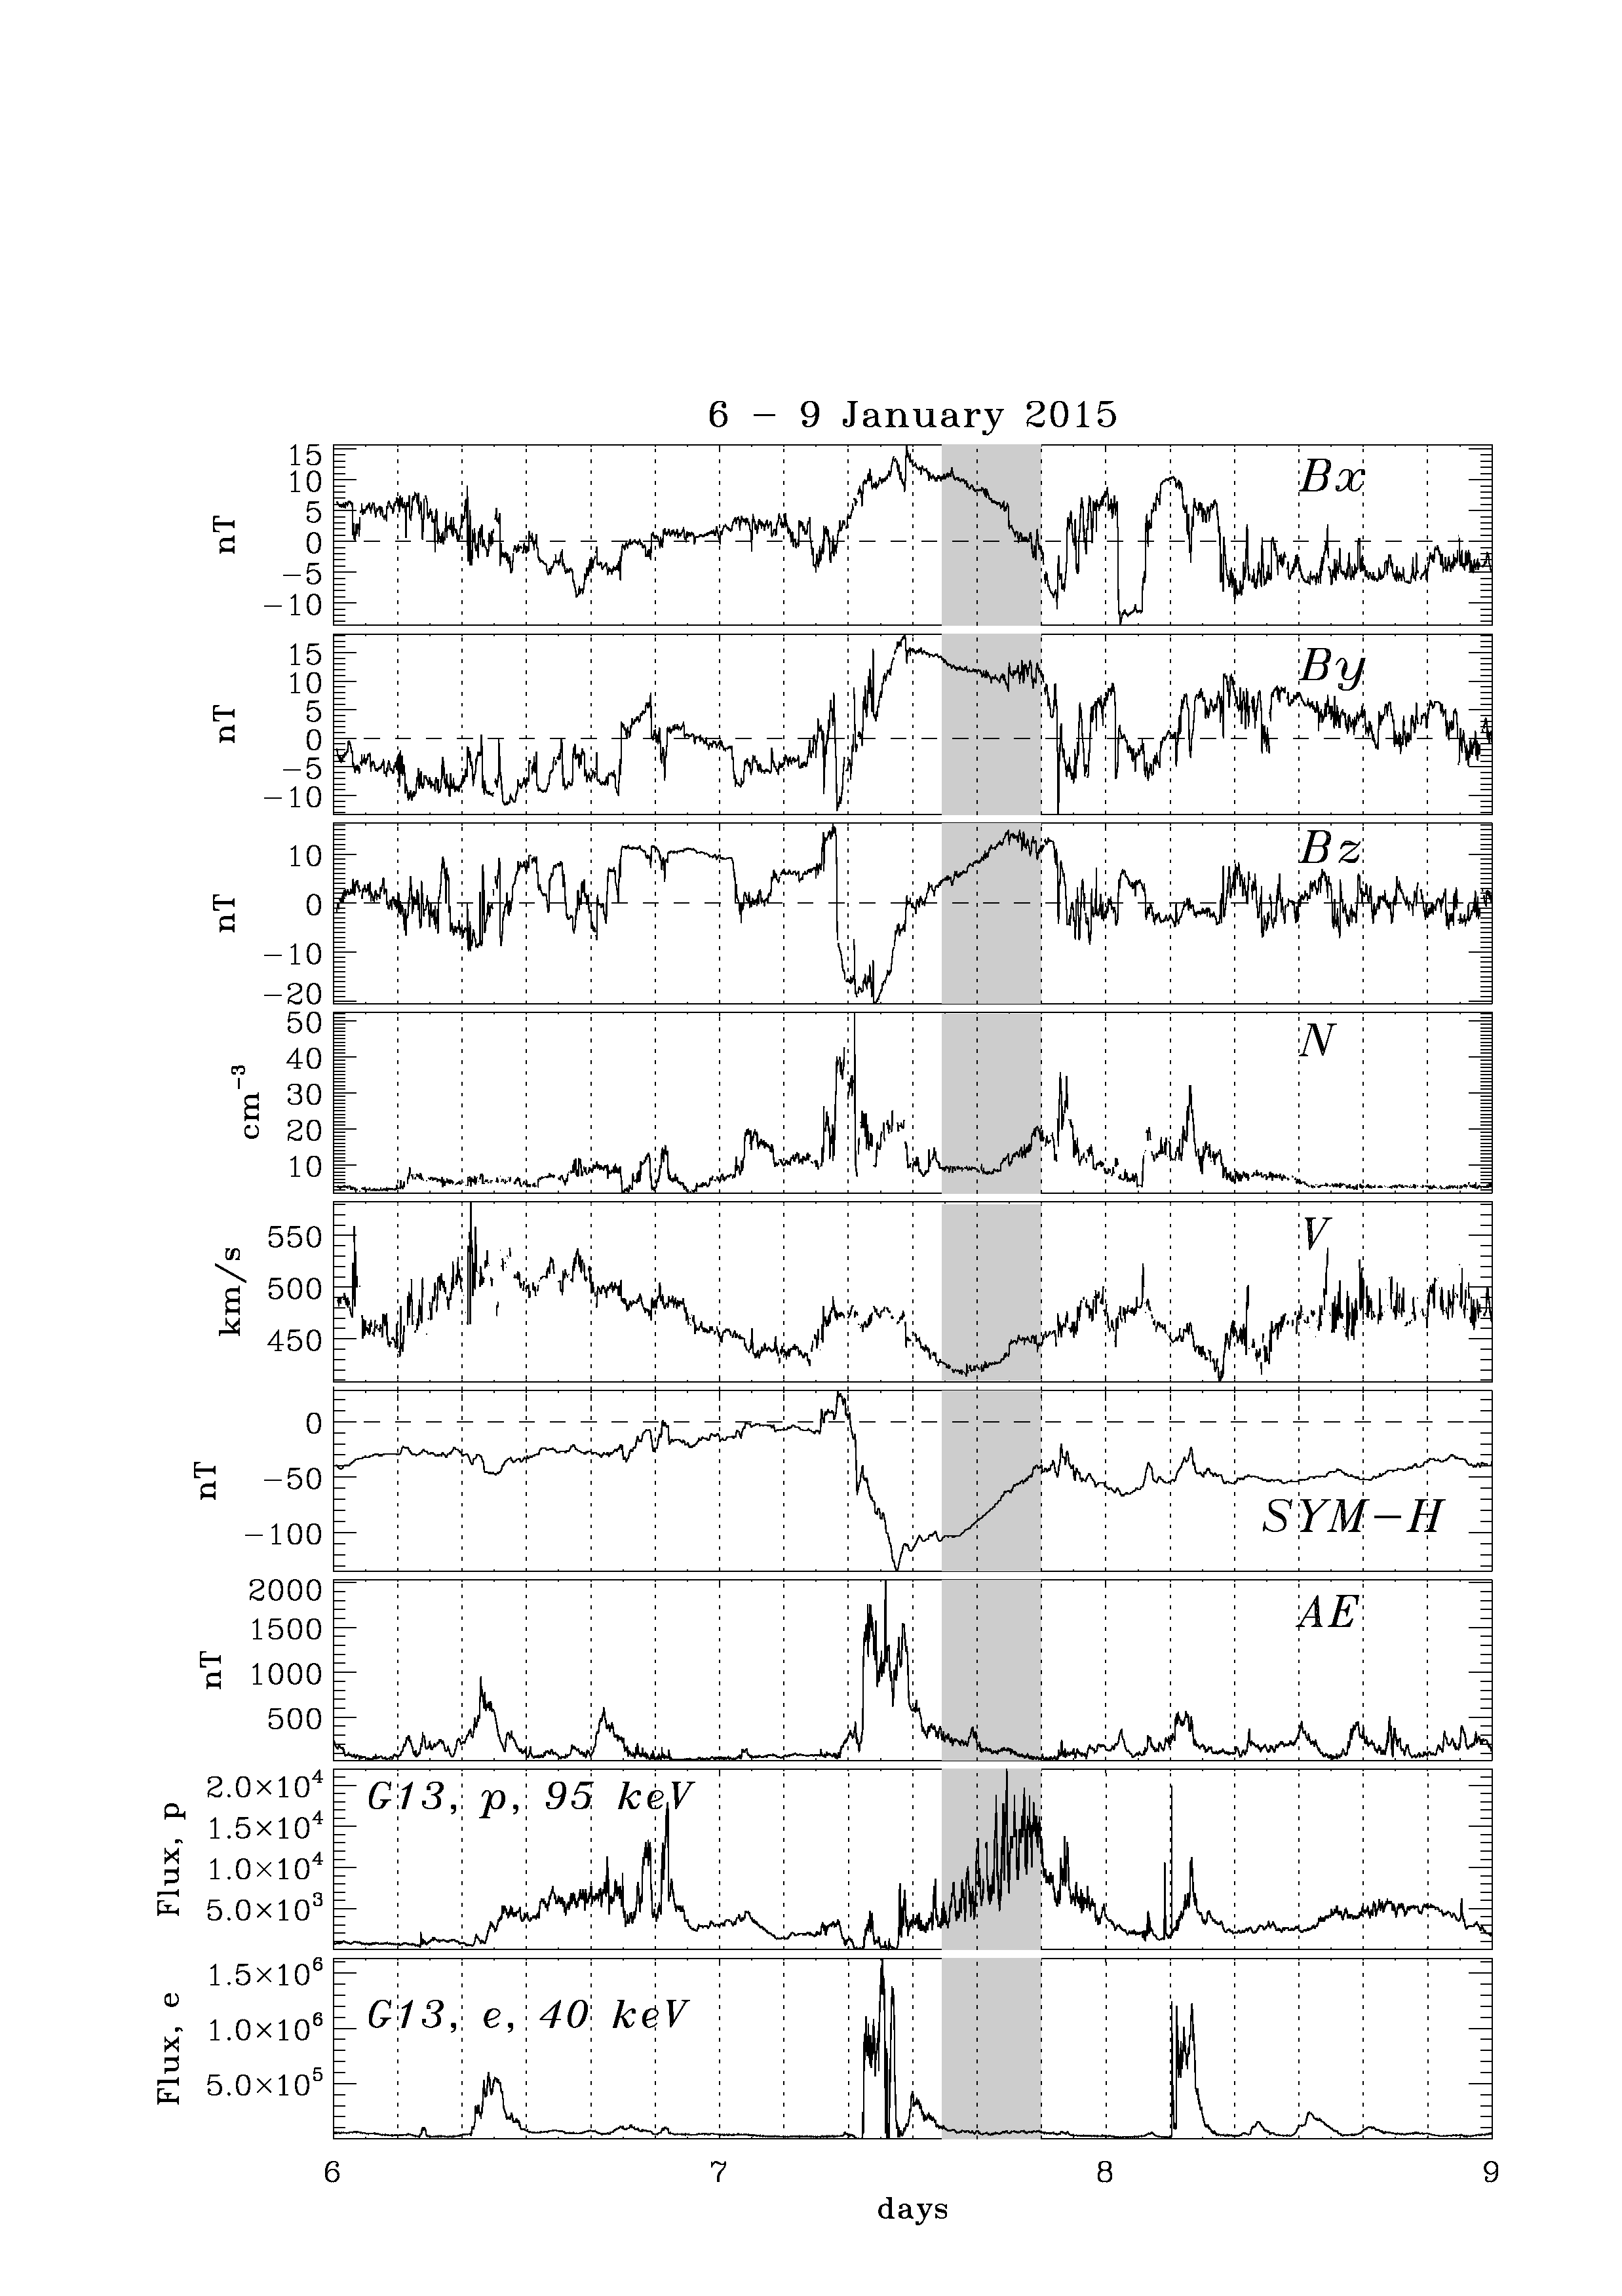 6 − 9 January 2015
15
10
5
0
−5
−10
nT
Bx
15
10
5
0
−5
−10
nT
By
10
0
−10
−20
nT
Bz
50
40
30
20
10
cm⁻³
N
550
500
450
km/s
V
0
−50
−100
nT
SYM−H
2000
1500
1000
500
nT
AE
2.0×10⁴
1.5×10⁴
1.0×10⁴
5.0×10³
Flux, p
G13, p, 95 keV
1.5×10⁶
1.0×10⁶
5.0×10⁵
Flux, e
G13, e, 40 keV
6 7 8 9
days